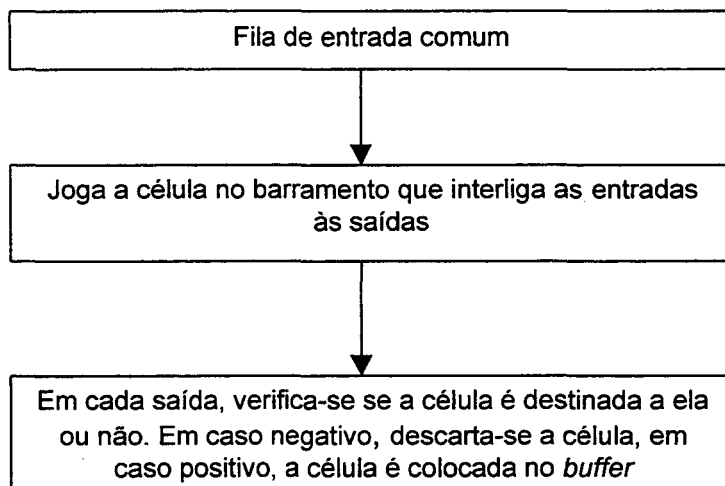 Fila de entrada comum
Joga a célula no barramento que interliga as entradas
às saídas
Em cada saída, verifica-se se a célula é destinada a ela
ou não. Em caso negativo, descarta-se a célula, em
caso positivo, a célula é colocada no buffer